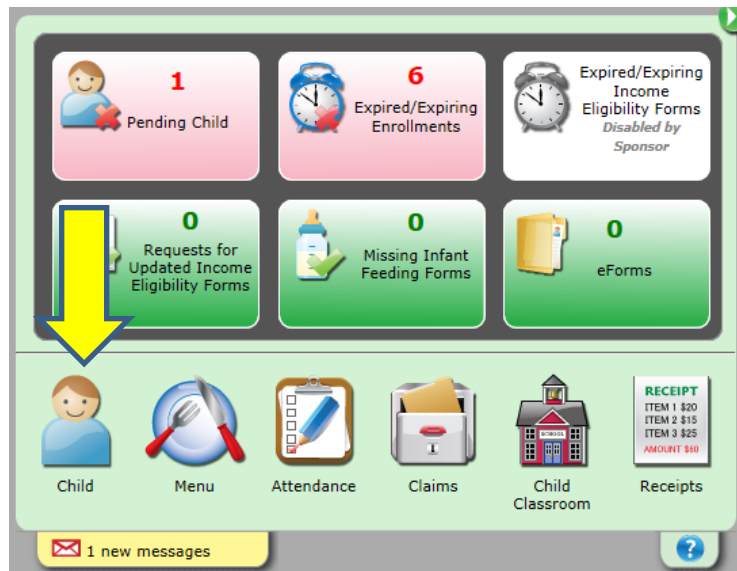 1
Pending Child
6
Expired/Expiring
Enrollments
Expired/Expiring
Income
Eligibility Forms
Disabled by
Sponsor
0
Requests for
Updated Income
Eligibility Forms
0
Missing Infant
Feeding Forms
0
eForms
SCHOOL
RECEIPT
ITEM 1 $20
ITEM 2 $15
ITEM 3 $25
AMOUNT $60
Child
Menu
Attendance
Claims
Child
Classroom
Receipts
1 new messages
?